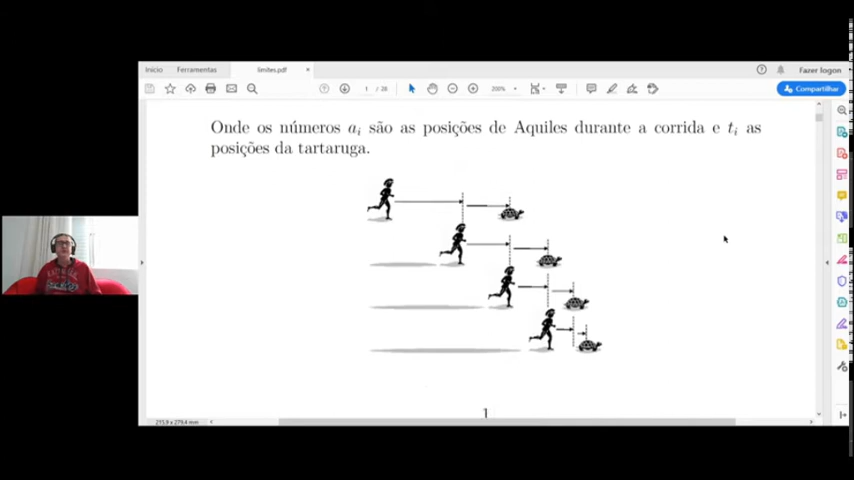 Início Ferramentas limites.pdf × Fazer logon
1 / 28 200% Compartilhar
Onde os números aᵢ são as posições de Aquiles durante a corrida e tᵢ as
posições da tartaruga.
1
215,9 x 279,4 mm